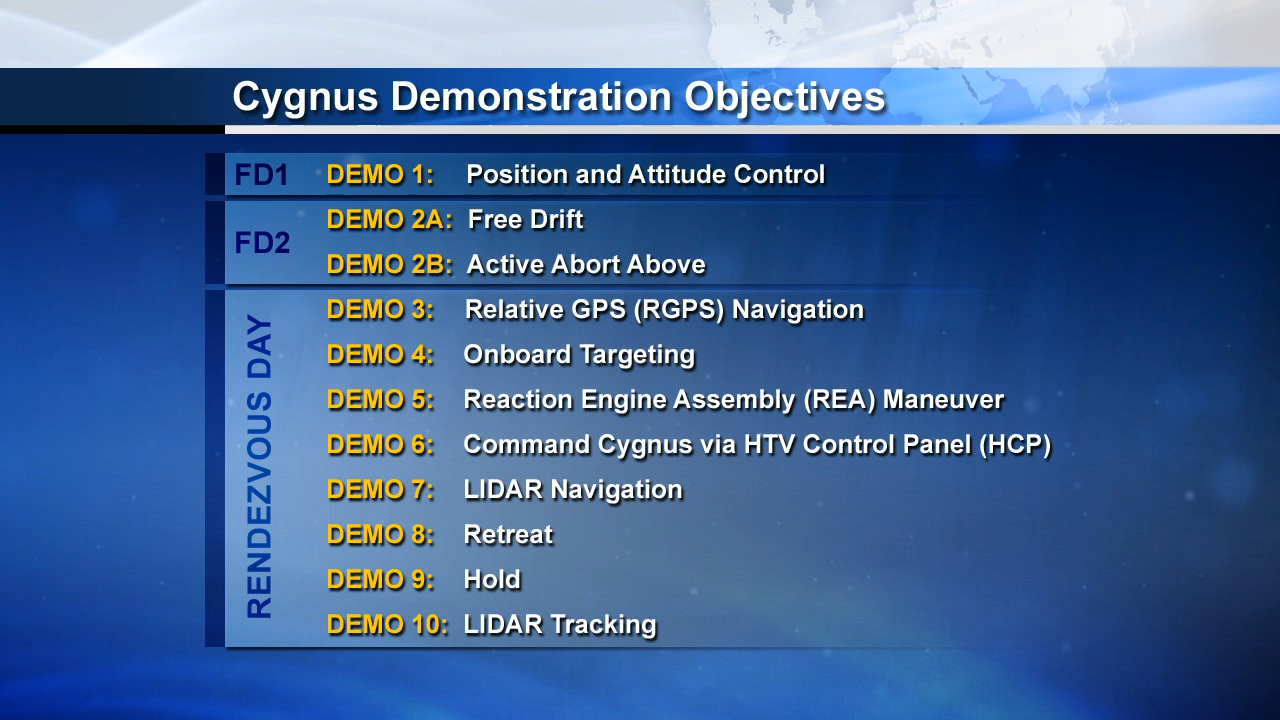 Cygnus Demonstration Objectives
FD1
DEMO 1: Position and Attitude Control
FD2
DEMO 2A: Free Drift
DEMO 2B: Active Abort Above
RENDEZVOUS DAY
DEMO 3: Relative GPS (RGPS) Navigation
DEMO 4: Onboard Targeting
DEMO 5: Reaction Engine Assembly (REA) Maneuver
DEMO 6: Command Cygnus via HTV Control Panel (HCP)
DEMO 7: LIDAR Navigation
DEMO 8: Retreat
DEMO 9: Hold
DEMO 10: LIDAR Tracking